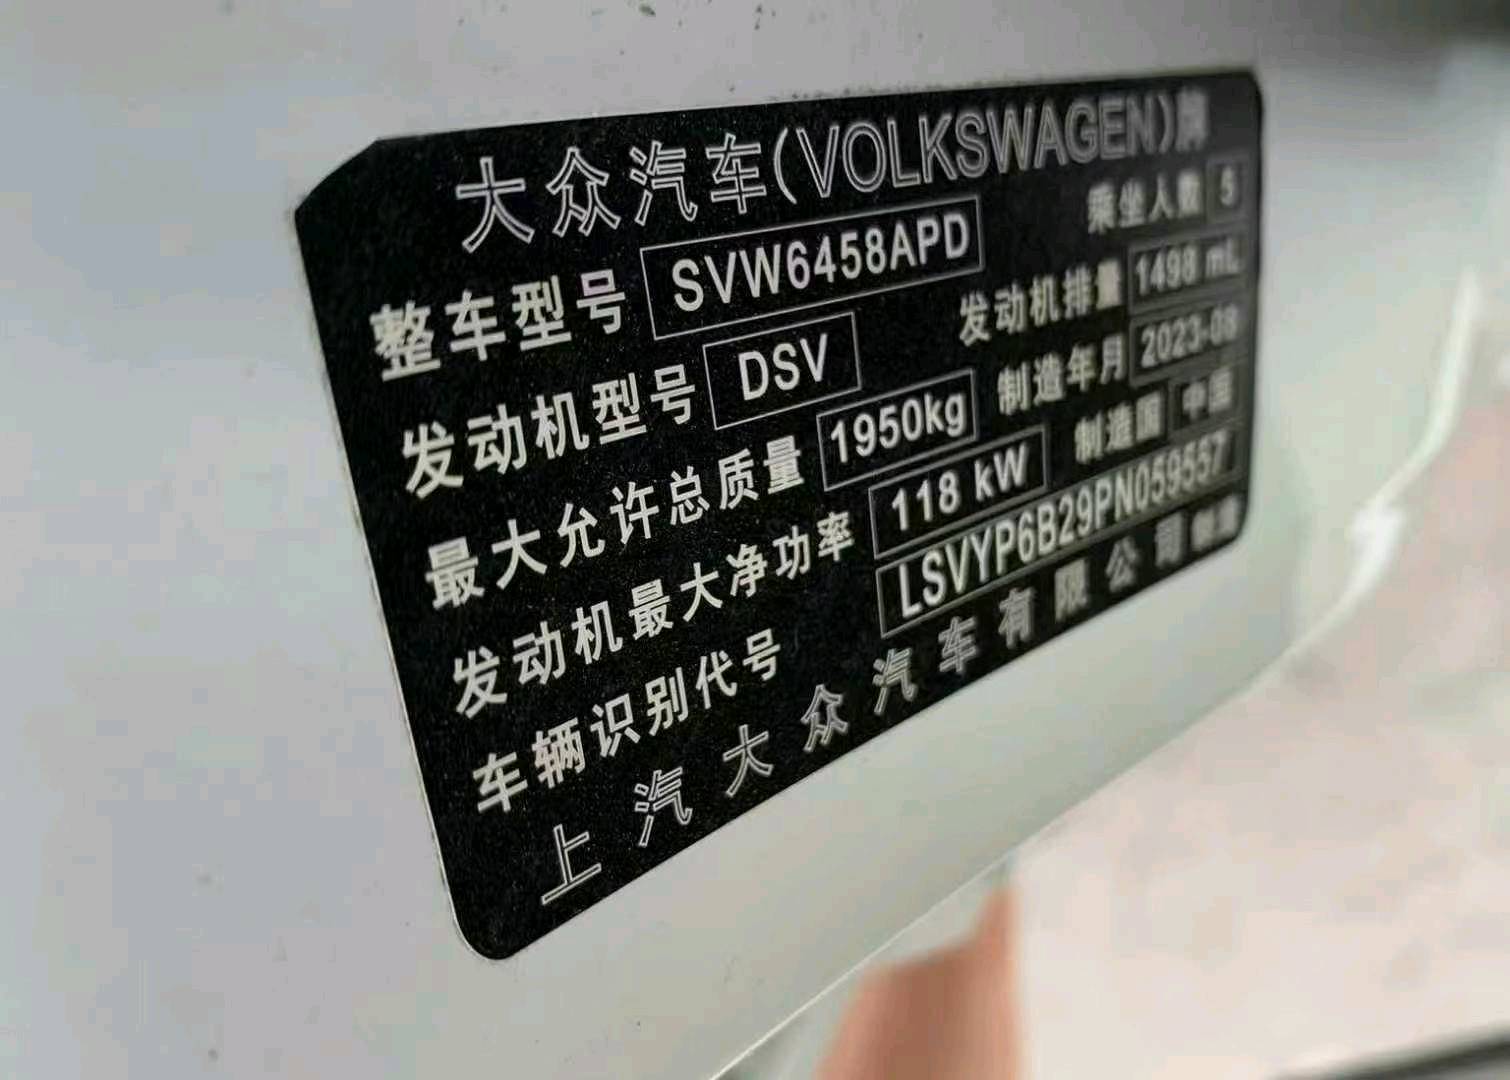 大众汽车(VOLKSWAGEN)牌
整车型号 SVW6458APD 乘坐人数 5
发动机型号 DSV 发动机排量 1498 mL
最大允许总质量 1950kg 制造年月 2023-08
发动机最大净功率 118 kW 制造国 中国
车辆识别代号 LSVYP6B29PN059557
上汽大众汽车有限公司制造